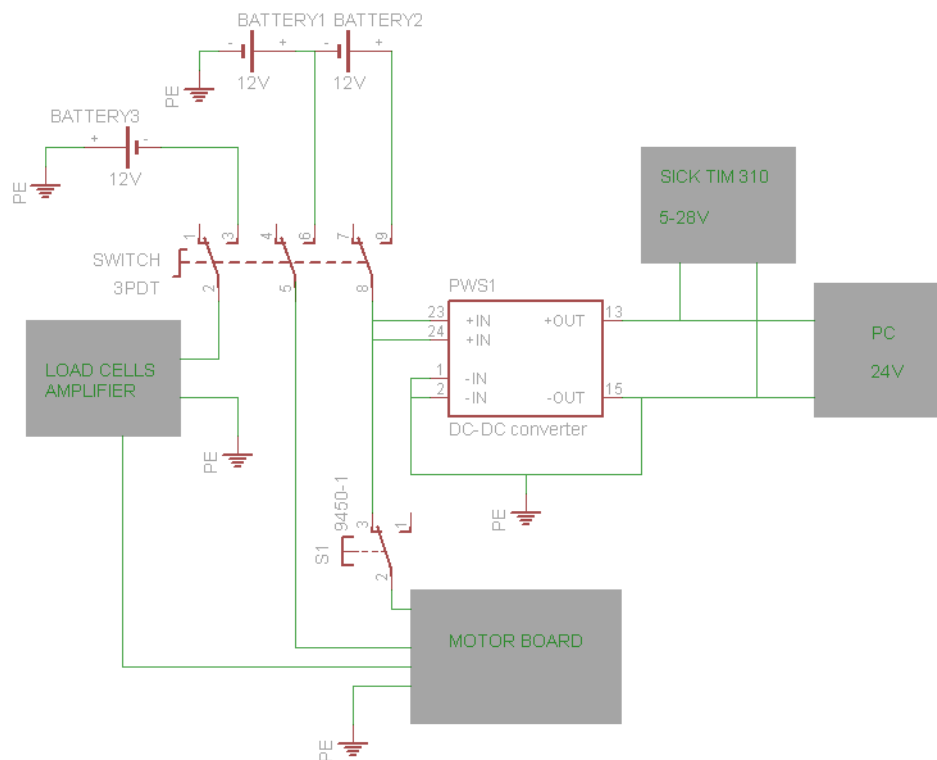 BATTERY1
BATTERY2
- +
- +
12V
12V
PE
BATTERY3
+ -
12V
PE
SICK TIM 310
5-28V
1
3
4
6
7
9
SWITCH
3PDT
2
5
8
PWS1
23
+IN
+OUT
13
24
+IN
1
-IN
2
-IN
-OUT
15
DC-DC converter
PC
24V
LOAD CELLS
AMPLIFIER
PE
PE
9450-1
S1
3
1
2
MOTOR BOARD
PE